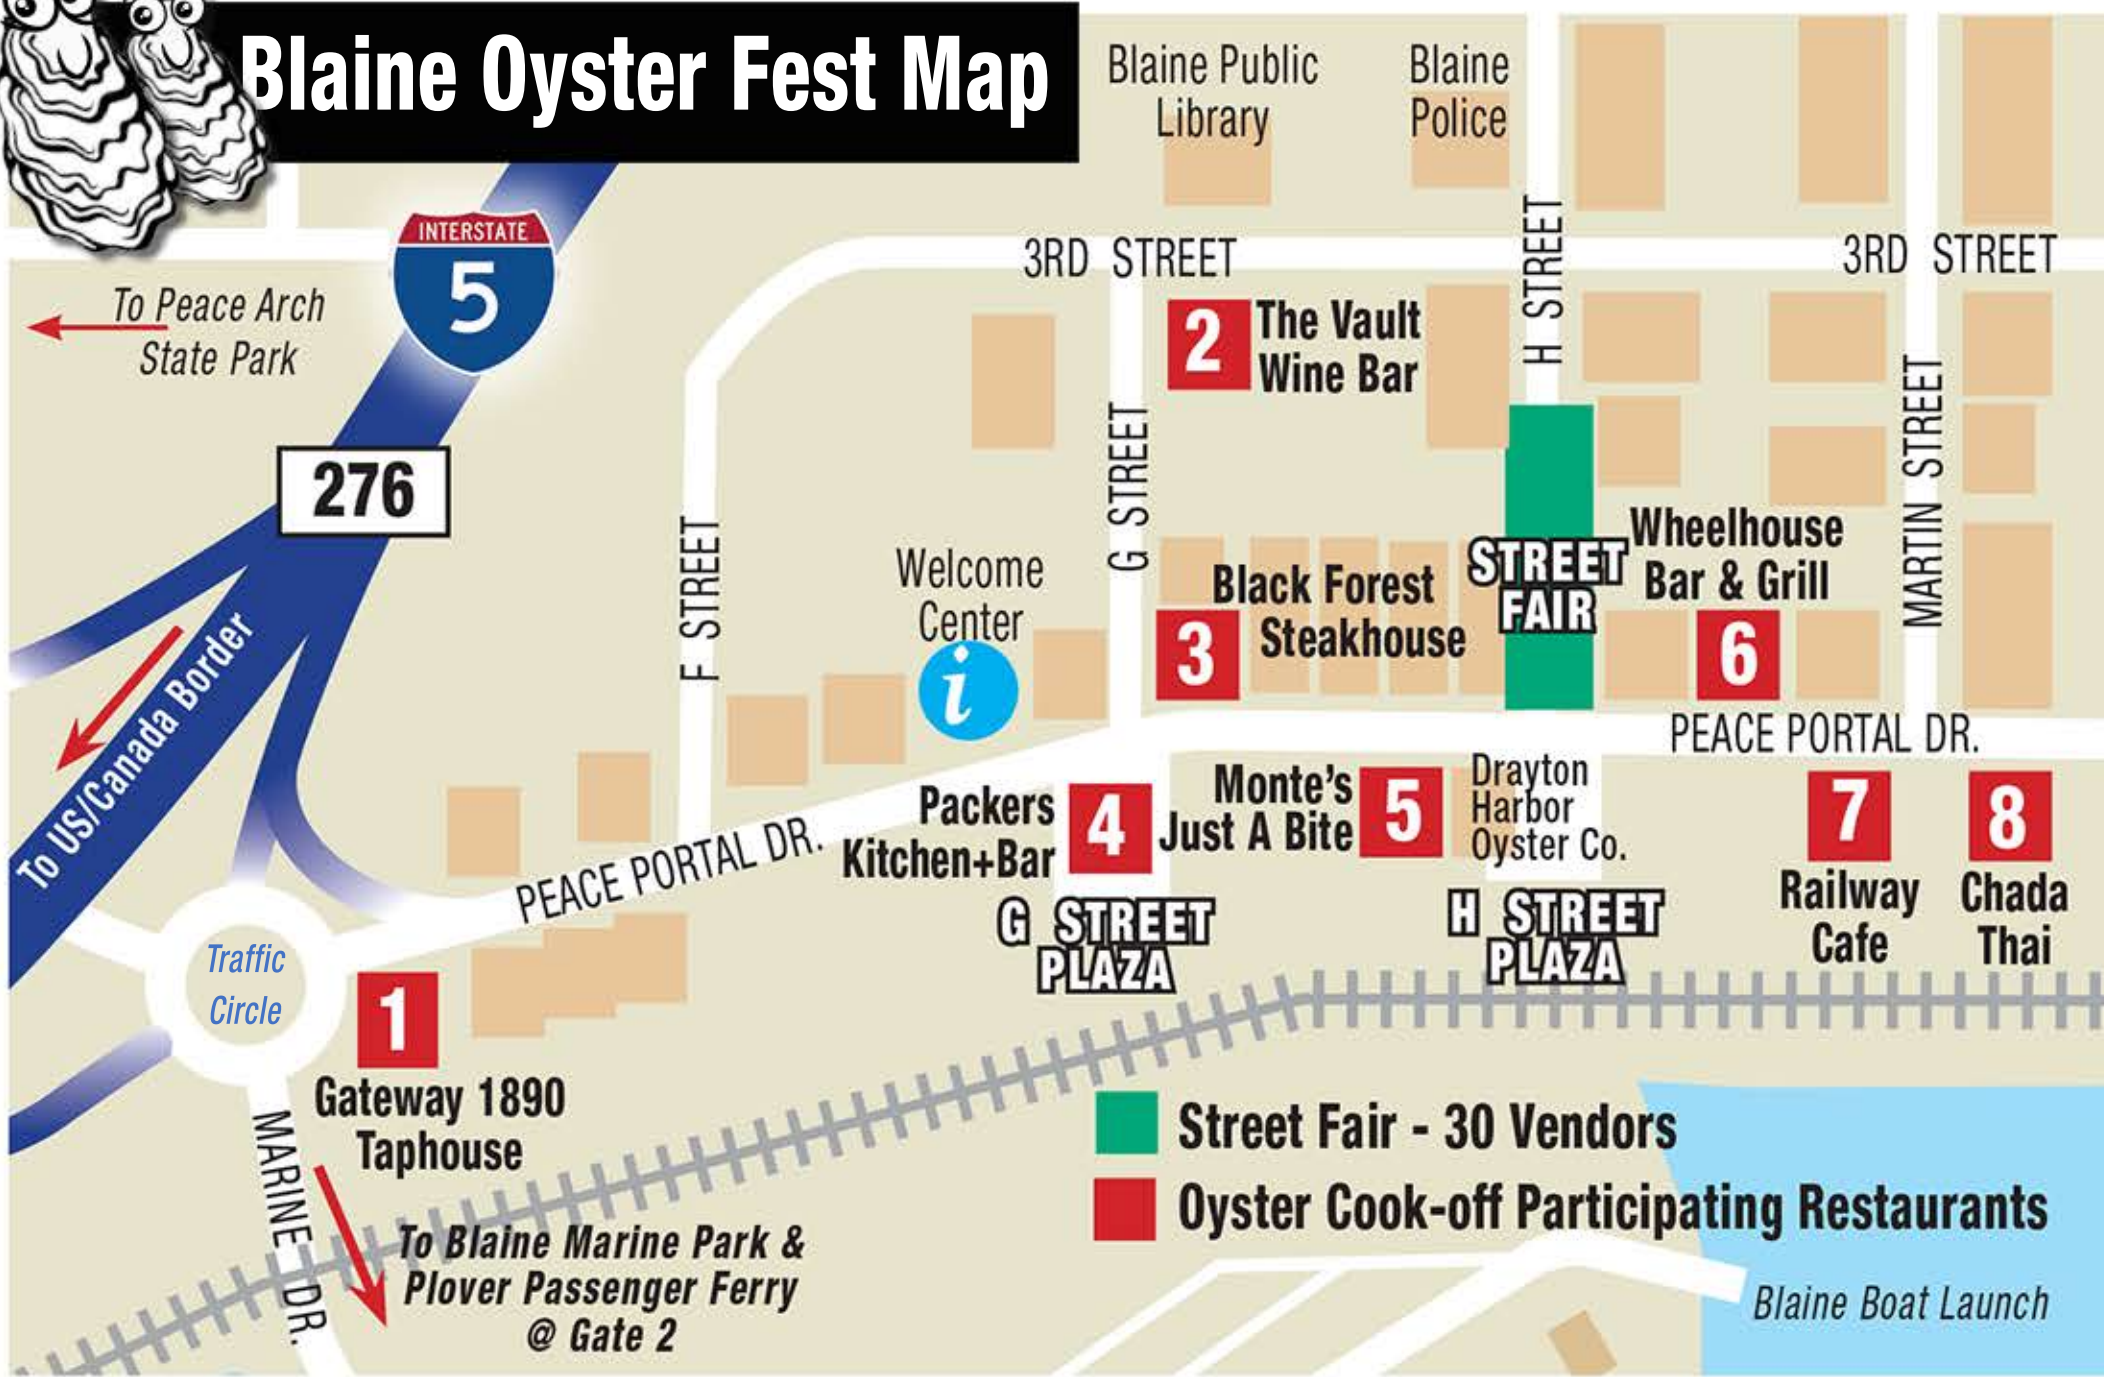 Blaine Oyster Fest Map
Blaine Public
Library
Blaine
Police
INTERSTATE
5
3RD STREET
H STREET
3RD STREET
To Peace Arch
State Park
2
The Vault
Wine Bar
276
G STREET
MARTIN STREET
F STREET
Welcome
Center
i
Black Forest
Steakhouse
3
STREET
FAIR
Wheelhouse
Bar & Grill
6
To US/Canada Border
PEACE PORTAL DR.
PEACE PORTAL DR.
Packers
Kitchen+Bar
4
Monte's
Just A Bite
5
Drayton
Harbor
Oyster Co.
7
Railway
Cafe
8
Chada
Thai
G STREET
PLAZA
H STREET
PLAZA
Traffic
Circle
1
Gateway 1890
Taphouse
MARINE DR.
To Blaine Marine Park &
Plover Passenger Ferry
@ Gate 2
Street Fair - 30 Vendors
Oyster Cook-off Participating Restaurants
Blaine Boat Launch